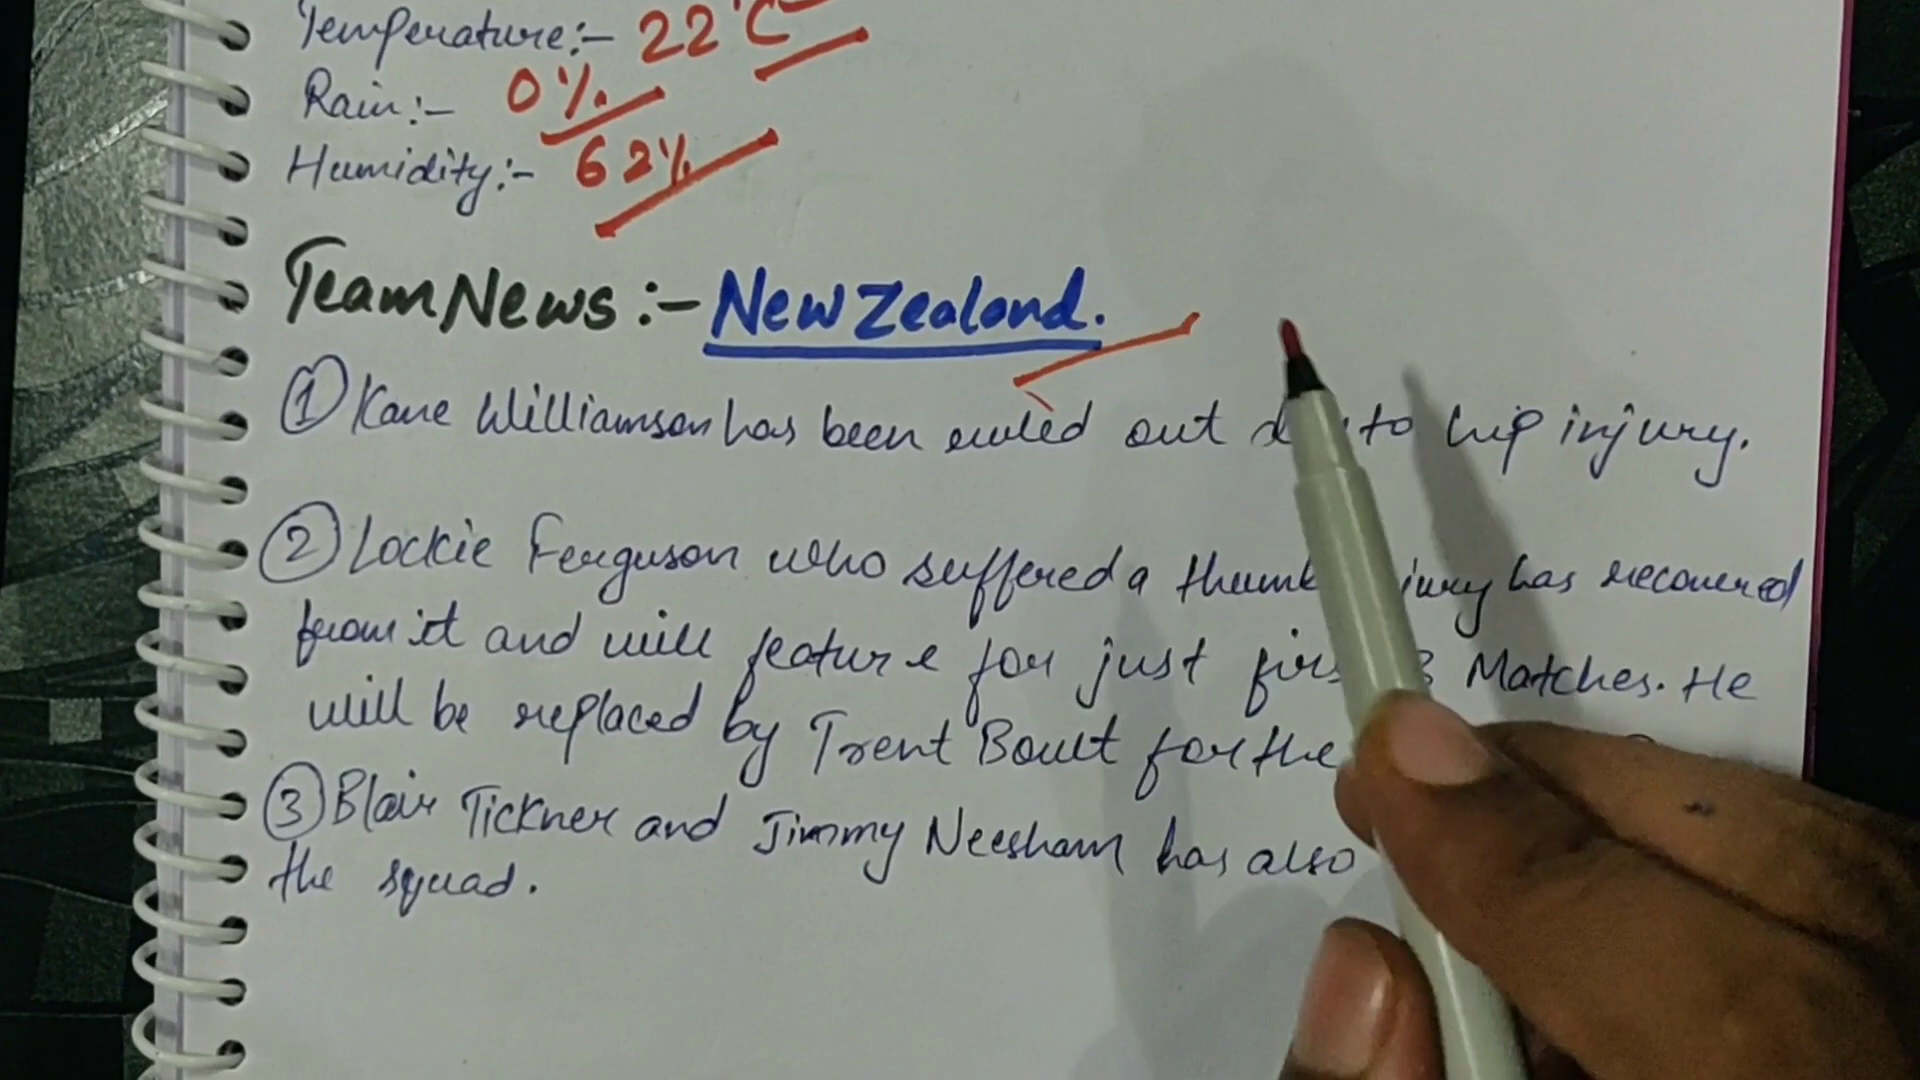 Temperature:- 22°C
Rain:- 0%
Humidity:- 62%
Team News:- New Zealand.
① Kane Williamson has been ruled out to hip injury.
② Lockie Ferguson who suffered a has recovered
from it and will feature for just Matches. He
will be replaced by Trent Boult for the
③ Blair Tickner and Jimmy Neesham has also
the squad.